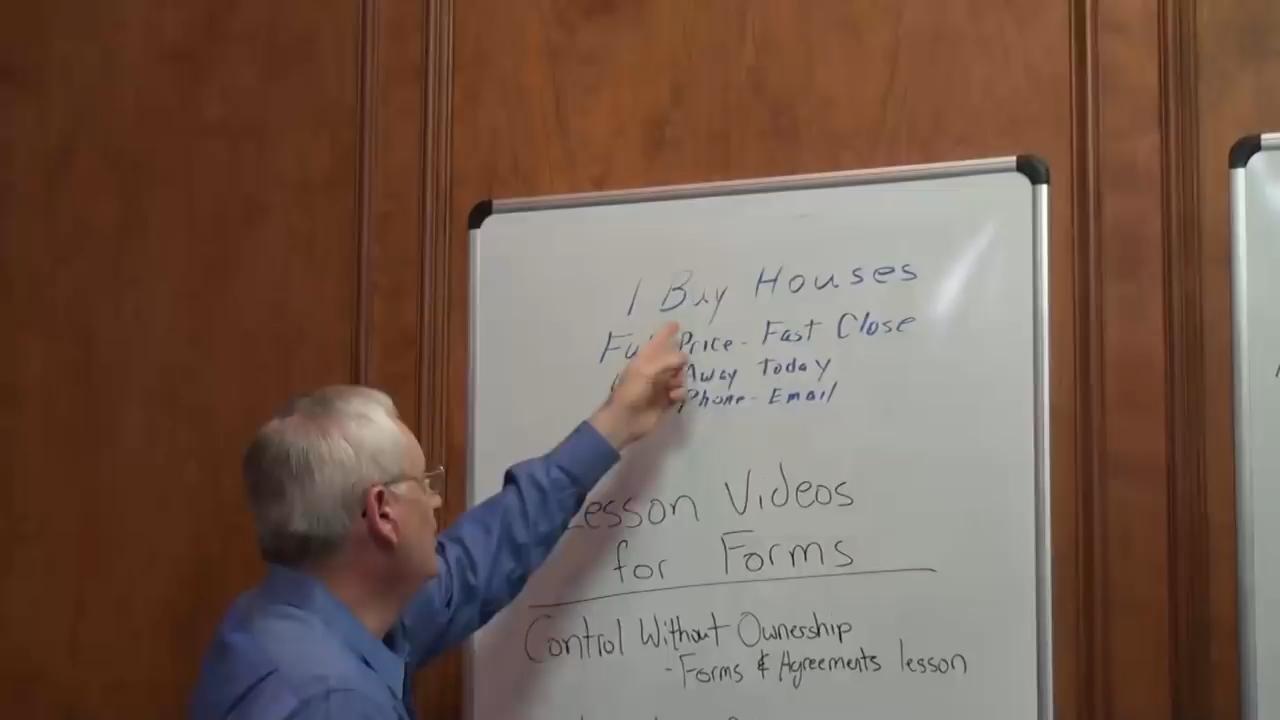 I Buy Houses
Price - Fast Close
Away Today
Phone - Email
Lesson Videos
for Forms
Control Without Ownership
- Forms & Agreements lesson